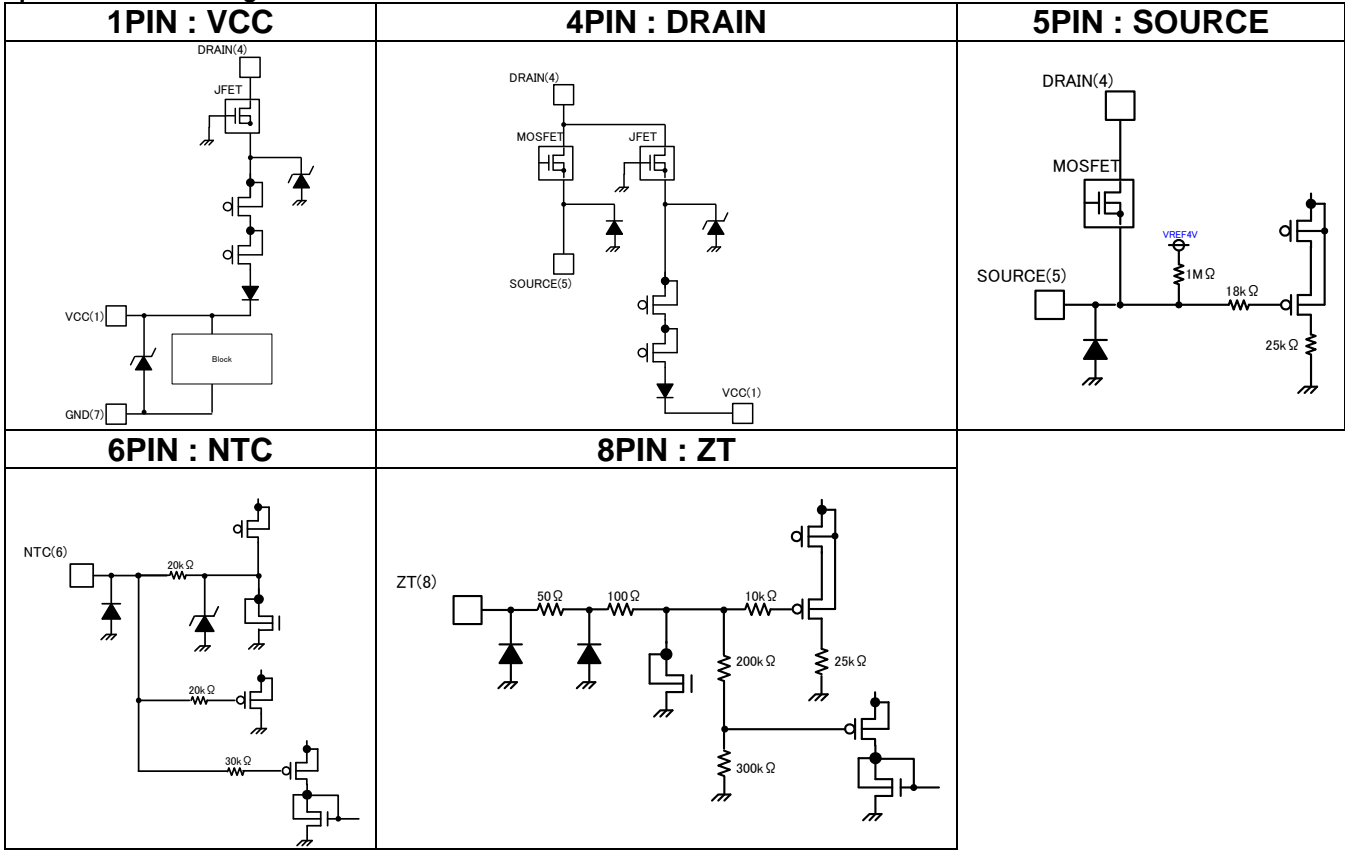 1PIN : VCC
4PIN : DRAIN
5PIN : SOURCE
DRAIN(4)
JFET
VCC(1)
Block
GND(7)
DRAIN(4)
MOSFET
JFET
SOURCE(5)
VCC(1)
DRAIN(4)
MOSFET
VREF4V
1MΩ
SOURCE(5)
18kΩ
25kΩ
6PIN : NTC
8PIN : ZT
NTC(6)
20kΩ
20kΩ
30kΩ
ZT(8)
50Ω
100Ω
10kΩ
200kΩ
25kΩ
300kΩ